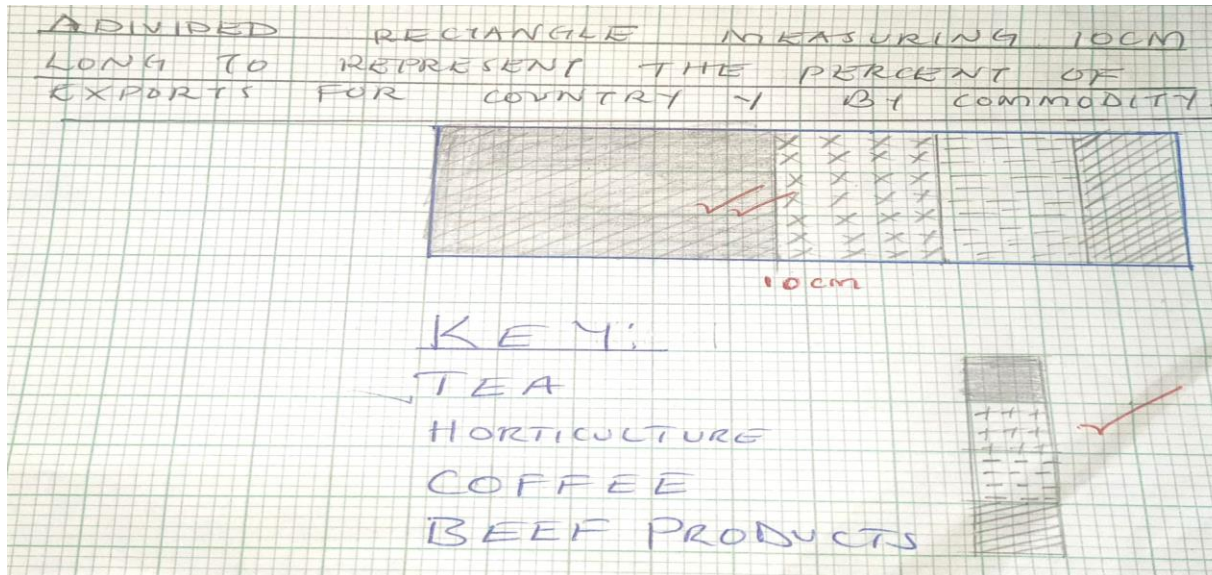 A DIVIDED RECTANGLE MEASURING 10CM
LONG TO REPRESENT THE PERCENT OF
EXPORTS FOR COUNTRY Y BY COMMODITY.
10cm
KEY:
TEA
HORTICULTURE
COFFEE
BEEF PRODUCTS